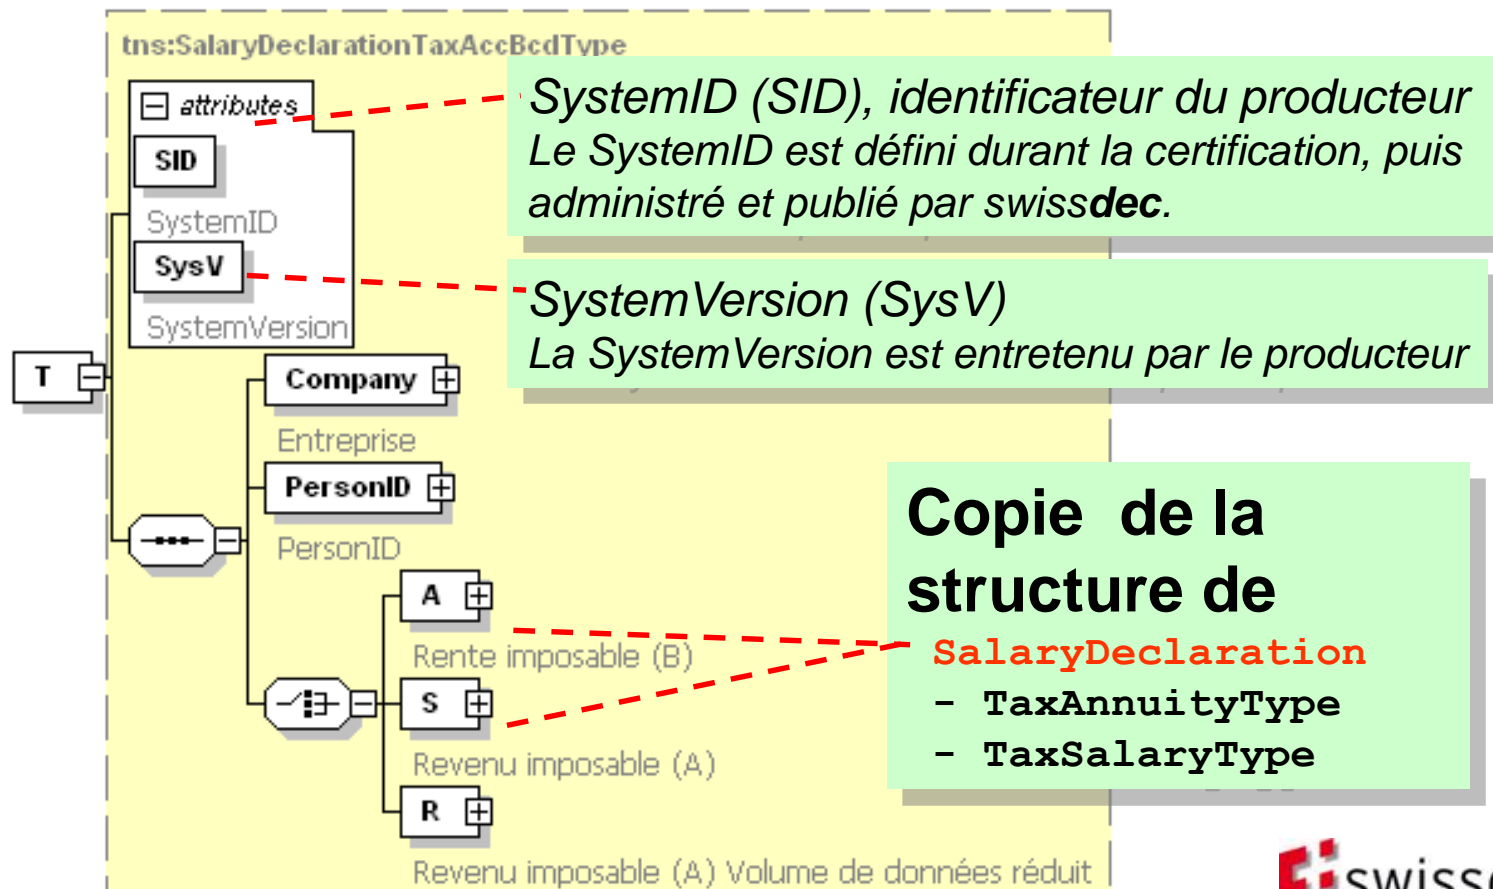 tns:SalaryDeclarationTaxAccBcdType
attributes
SID
SystemID
SysV
SystemVersion
SystemID (SID), identificateur du producteur
Le SystemID est défini durant la certification, puis
administré et publié par swissdec.
SystemVersion (SysV)
La SystemVersion est entretenu par le producteur
T
Company
Entreprise
PersonID
PersonID
A
Rente imposable (B)
S
Revenu imposable (A)
R
Revenu imposable (A) Volume de données réduit
Copie de la
structure de
SalaryDeclaration
- TaxAnnuityType
- TaxSalaryType